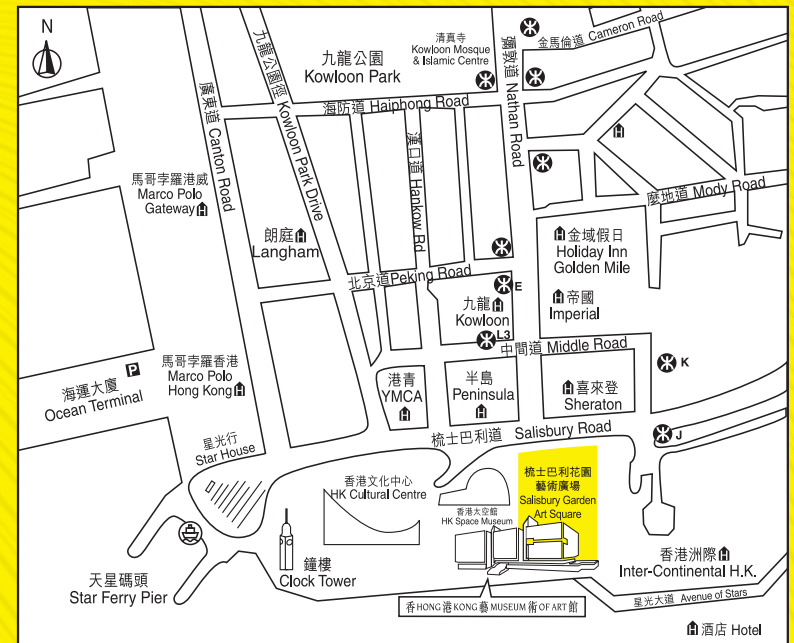 N
九龍公園
Kowloon Park
清真寺
Kowloon Mosque
& Islamic Centre
金馬倫道 Cameron Road
九龍公園徑 Kowloon Park Drive
彌敦道 Nathan Road
廣東道 Canton Road
海防道 Haiphong Road
漢口道 Hankow Rd
馬哥孛羅港威
Marco Polo
Gateway
朗庭
Langham
麼地道 Mody Road
金域假日
Holiday Inn
Golden Mile
北京道Peking Road
E
九龍
Kowloon
帝國
Imperial
L3
中間道 Middle Road
K
P
海運大廈
Ocean Terminal
馬哥孛羅香港
Marco Polo
Hong Kong
港青
YMCA
半島
Peninsula
喜來登
Sheraton
梳士巴利道 Salisbury Road
J
星光行
Star House
香港文化中心
HK Cultural Centre
香港太空館
HK Space Museum
梳士巴利花園
藝術廣場
Salisbury Garden
Art Square
天星碼頭
Star Ferry Pier
鐘樓
Clock Tower
香港洲際
Inter-Continental H.K.
香HONG港KONG藝MUSEUM術OF ART館
星光大道 Avenue of Stars
酒店 Hotel